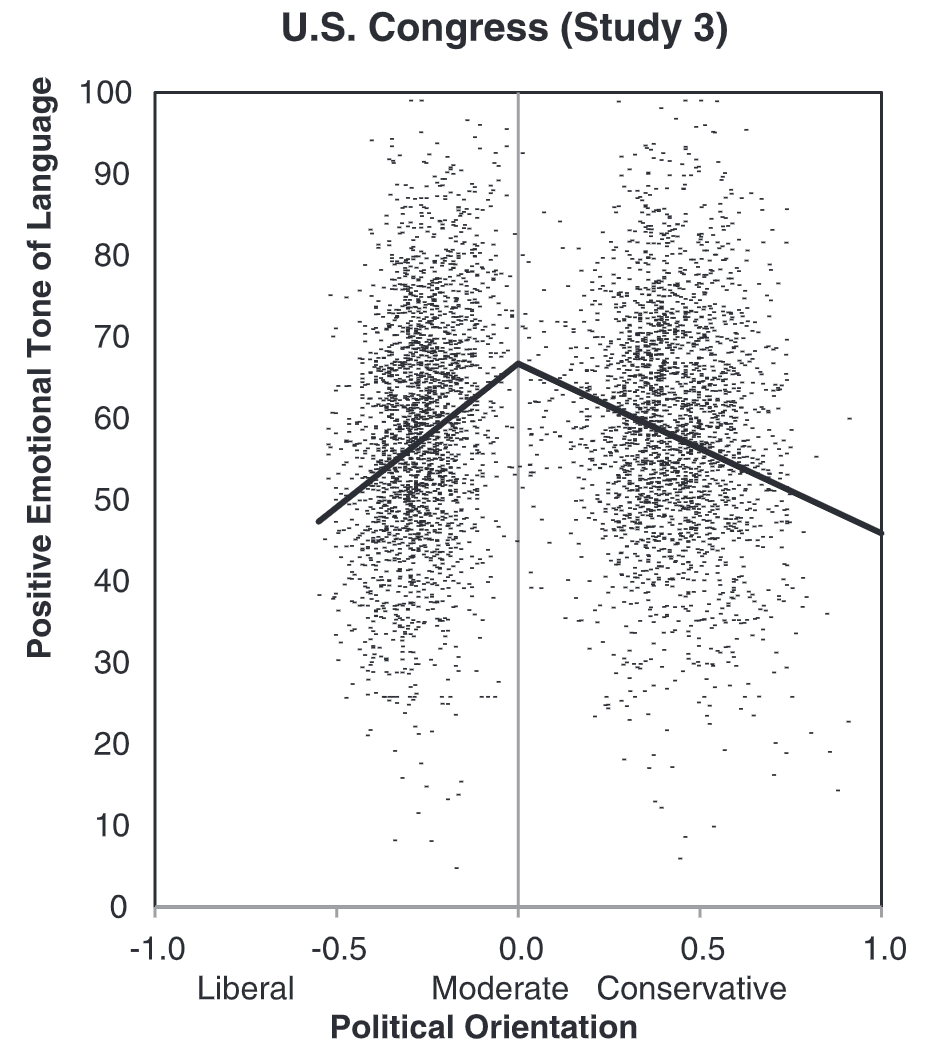 U.S. Congress (Study 3)
Positive Emotional Tone of Language
100
90
80
70
60
50
40
30
20
10
0
-1.0 -0.5 0.0 0.5 1.0
Liberal Moderate Conservative
Political Orientation